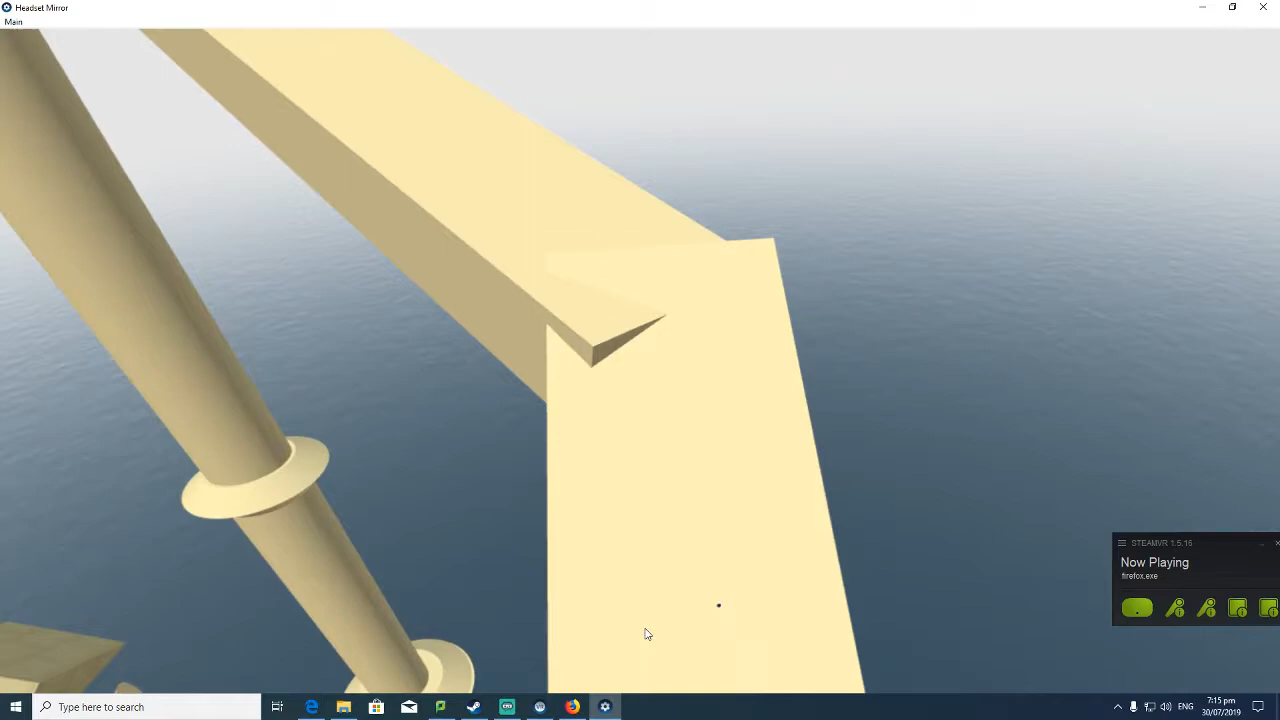 Headset Mirror
Main
STEAMVR 1.5.15
Now Playing
firefox.exe
Type here to search
ENG
7:15 pm
30/07/2019